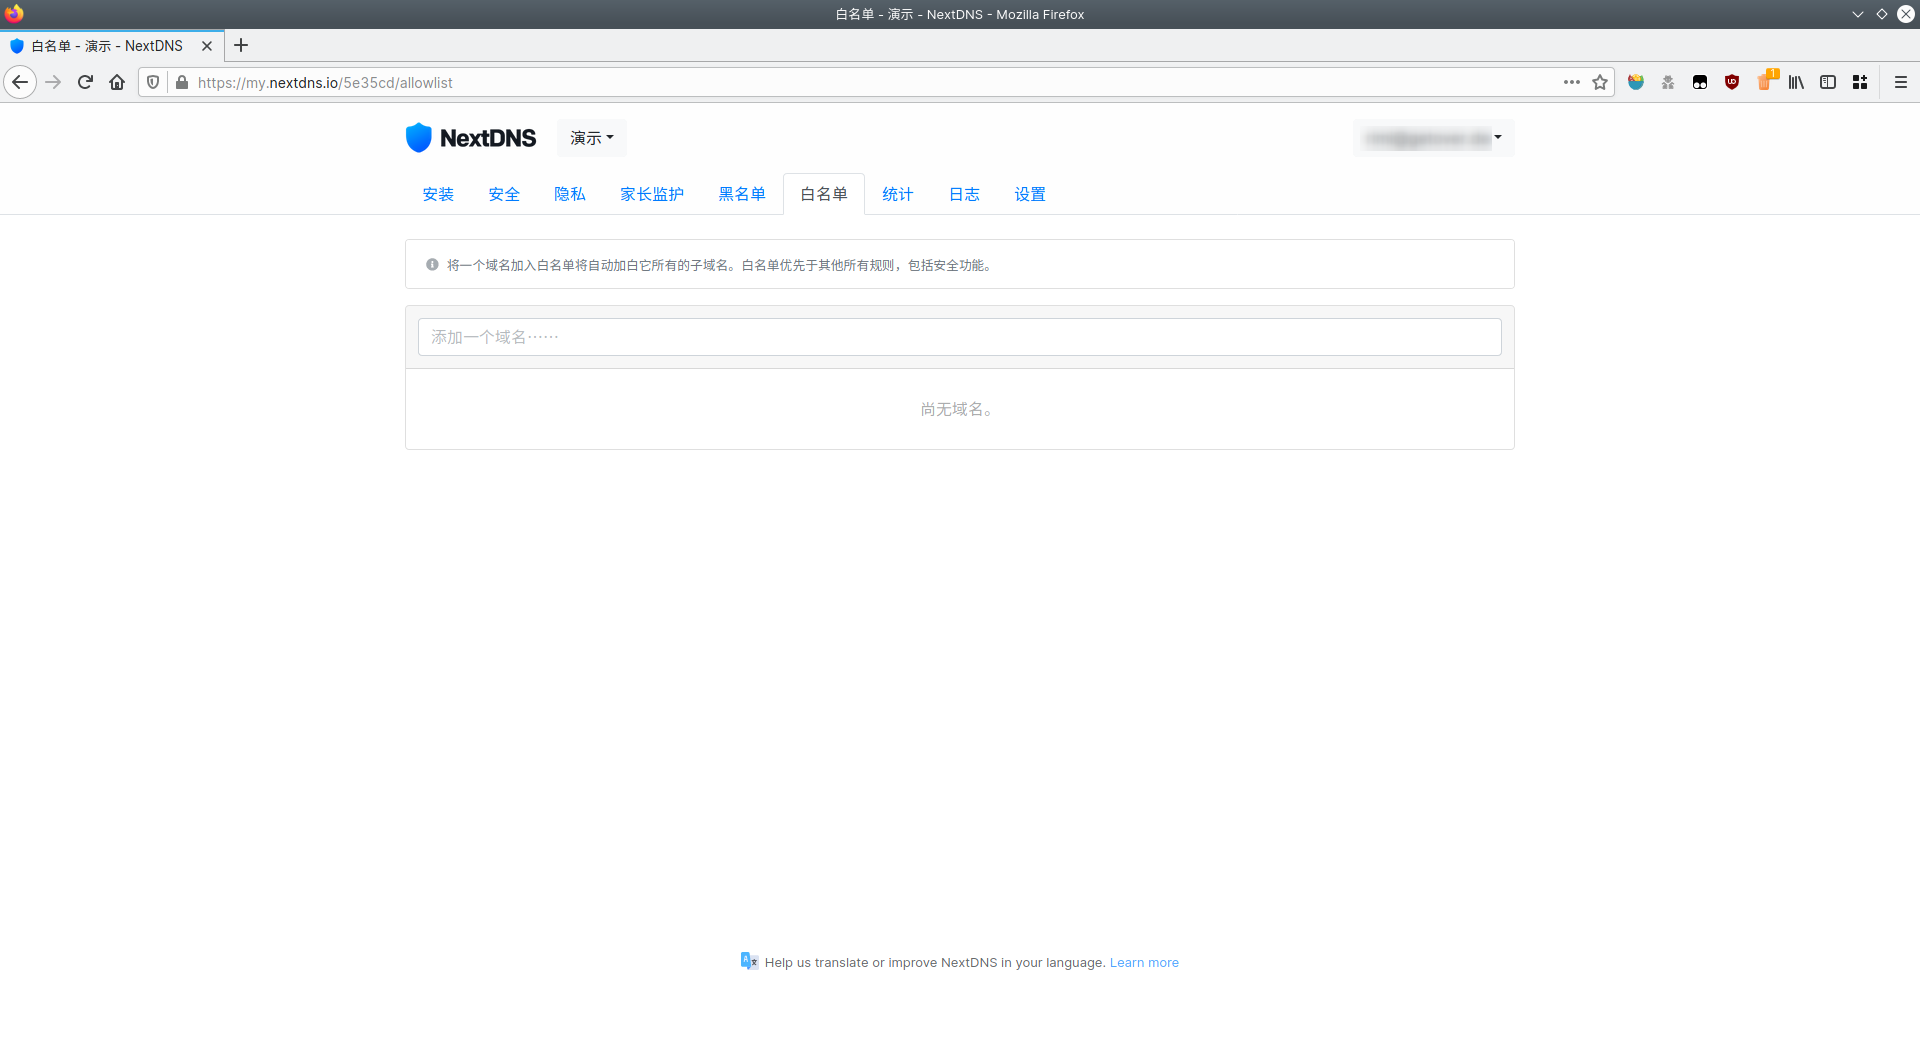 白名单 - 演示 - NextDNS - Mozilla Firefox
白名单 - 演示 - NextDNS
https://my.nextdns.io/5e35cd/allowlist
1
NextDNS 演示
安装 安全 隐私 家长监护 黑名单 白名单 统计 日志 设置
将一个域名加入白名单将自动加白它所有的子域名。白名单优先于其他所有规则，包括安全功能。
添加一个域名⋯⋯
尚无域名。
Help us translate or improve NextDNS in your language. Learn more